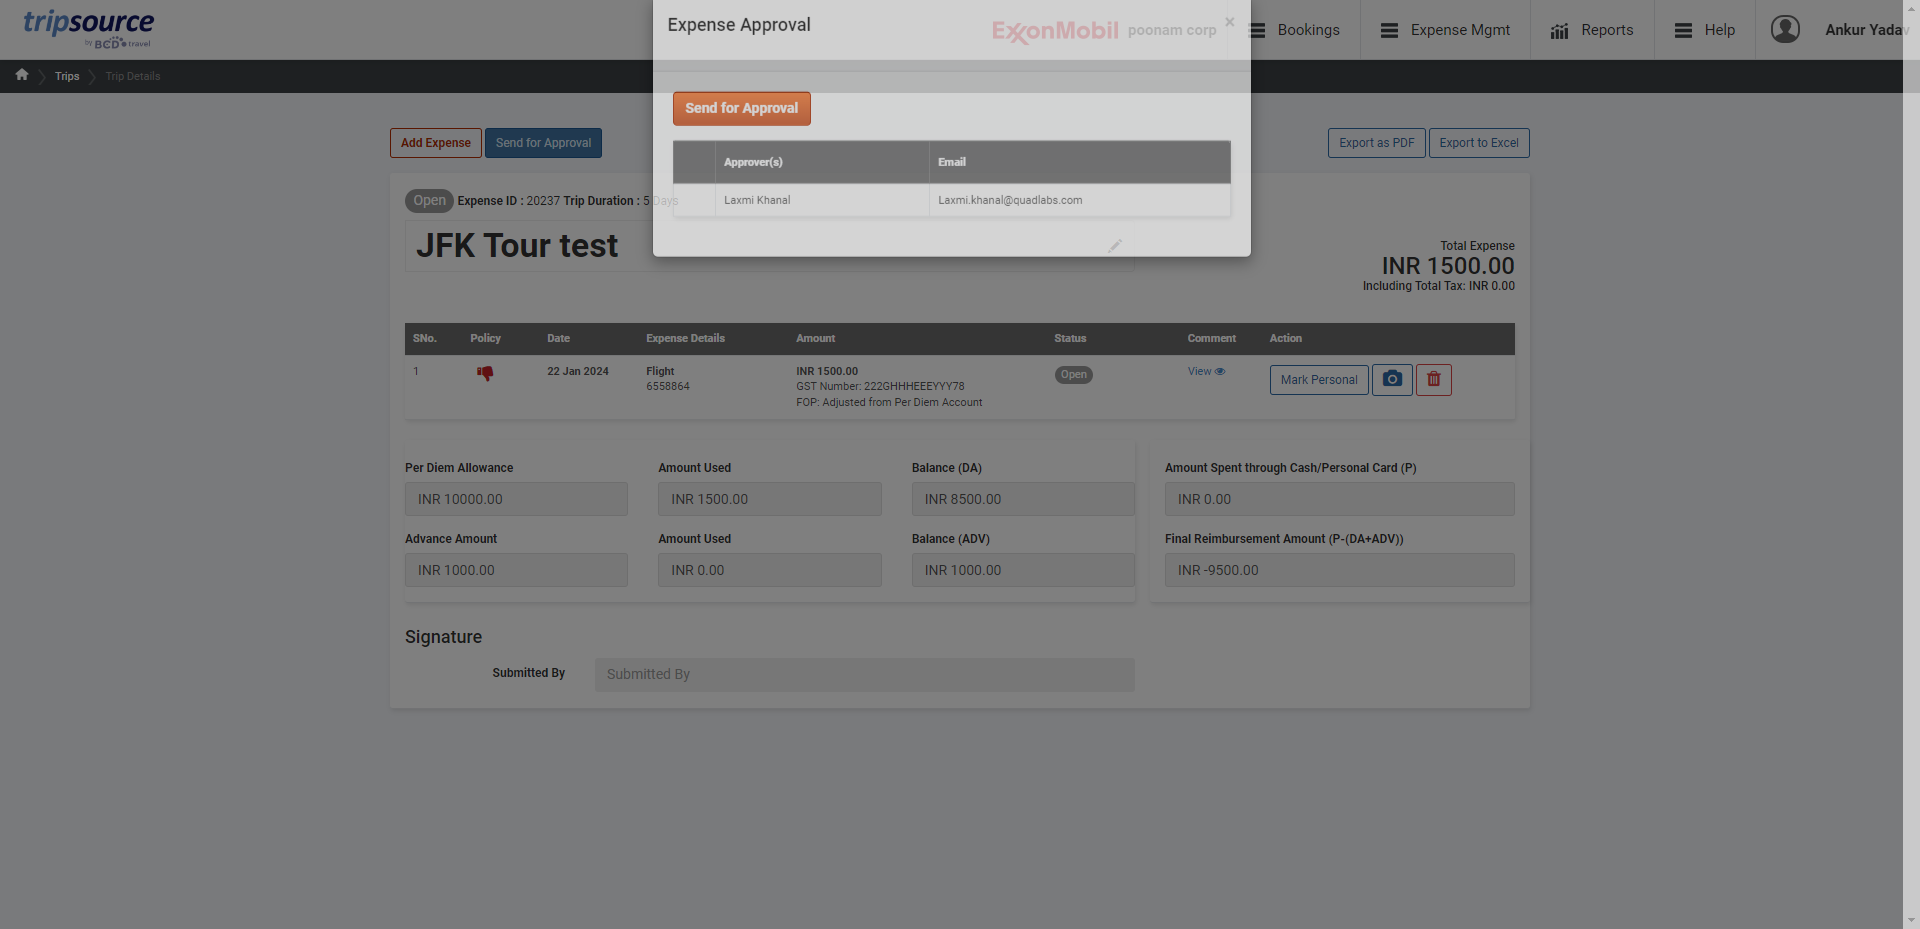 tripsource
by BCD travel
Expense Approval
×
ExxonMobil
poonam corp
Bookings
Expense Mgmt
Reports
Help
Ankur Yadav
Trips
Trip Details
Send for Approval
Approver(s) Email
Laxmi Khanal Laxmi.khanal@quadlabs.com
Add Expense
Send for Approval
Export as PDF
Export to Excel
Open Expense ID : 20237 Trip Duration : 5 Days
JFK Tour test
Total Expense
INR 1500.00
Including Total Tax: INR 0.00
SNo. Policy Date Expense Details Amount Status Comment Action
1 22 Jan 2024 Flight INR 1500.00 Open View Mark Personal
6558864 GST Number: 222GHHHEEEYYY78
FOP: Adjusted from Per Diem Account
Per Diem Allowance Amount Used Balance (DA) Amount Spent through Cash/Personal Card (P)
INR 10000.00 INR 1500.00 INR 8500.00 INR 0.00
Advance Amount Amount Used Balance (ADV) Final Reimbursement Amount (P-(DA+ADV))
INR 1000.00 INR 0.00 INR 1000.00 INR -9500.00
Signature
Submitted By Submitted By